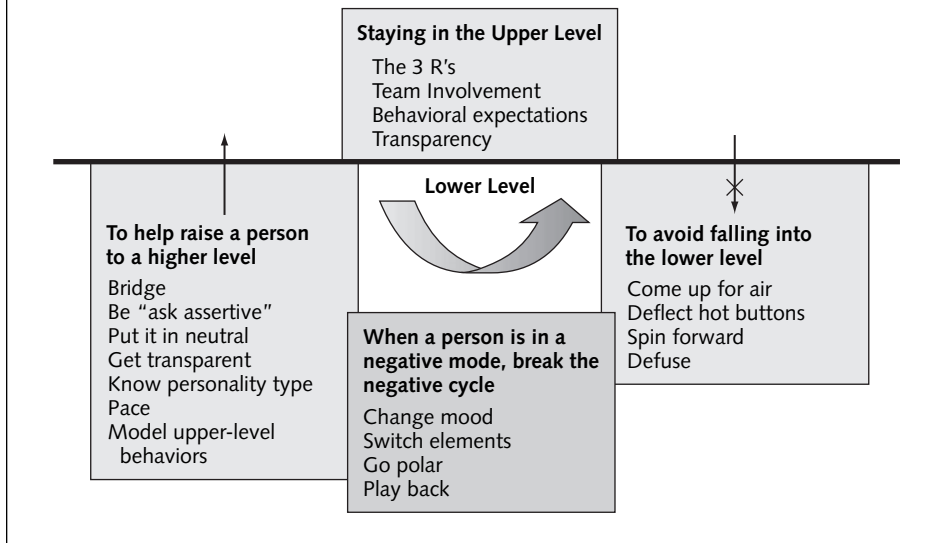 Staying in the Upper Level
The 3 R's
Team Involvement
Behavioral expectations
Transparency
Lower Level
To help raise a person
to a higher level
Bridge
Be “ask assertive”
Put it in neutral
Get transparent
Know personality type
Pace
Model upper-level
behaviors
When a person is in a
negative mode, break the
negative cycle
Change mood
Switch elements
Go polar
Play back
To avoid falling into
the lower level
Come up for air
Deflect hot buttons
Spin forward
Defuse